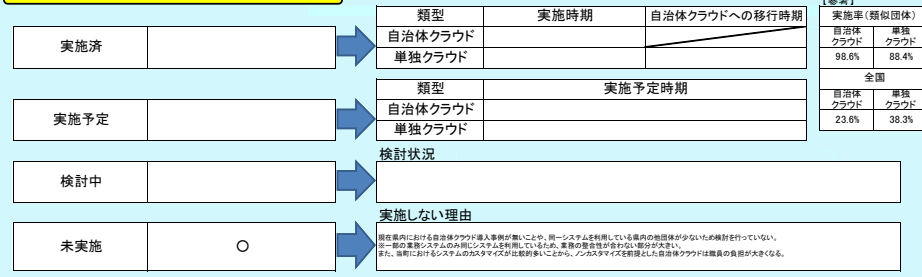 【参考】
類型 実施時期 自治体クラウドへの移行時期
実施済
自治体クラウド
単独クラウド
実施率(類似団体)
自治体クラウド 単独クラウド
98.6% 88.4%
全国
自治体クラウド 単独クラウド
23.6% 38.3%
類型 実施予定時期
実施予定
自治体クラウド
単独クラウド
検討状況
検討中
実施しない理由
未実施 ○
現在県内における自治体クラウド導入事例が無いことや、同一システムを利用している県内の他団体が少ないため検討を行っていない。
※一部の業務システムのみ同じシステムを利用しているため、業務の整合性が合わない部分が大きい。
また、当町におけるシステムのカスタマイズが比較的多いことから、ノンカスタマイズを前提とした自治体クラウドは職員の負担が大きくなる。